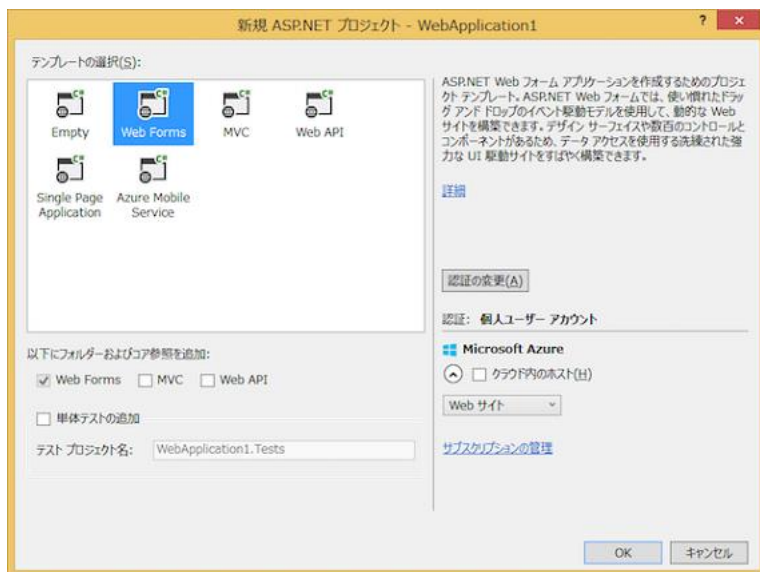 新規 ASP.NET プロジェクト - WebApplication1
テンプレートの選択(S):
Empty
Web Forms
MVC
Web API
Single Page
Application
Azure Mobile
Service
以下にフォルダーおよびコア参照を追加:
Web Forms
MVC
Web API
単体テストの追加
テスト プロジェクト名:
WebApplication1.Tests
ASP.NET Web フォーム アプリケーションを作成するためのプロジェ
クト テンプレート。ASP.NET Web フォームでは、使い慣れたドラッ
グ アンド ドロップのイベント駆動モデルを使用して、動的な Web
サイトを構築できます。デザイン サーフェイスや数百のコントロールと
コンポーネントがあるため、データ アクセスを使用する洗練された強
力な UI 駆動サイトをすばやく構築できます。
詳細
認証の変更(A)
認証: 個人ユーザー アカウント
Microsoft Azure
クラウド内のホスト(H)
Web サイト
サブスクリプションの管理
OK
キャンセル